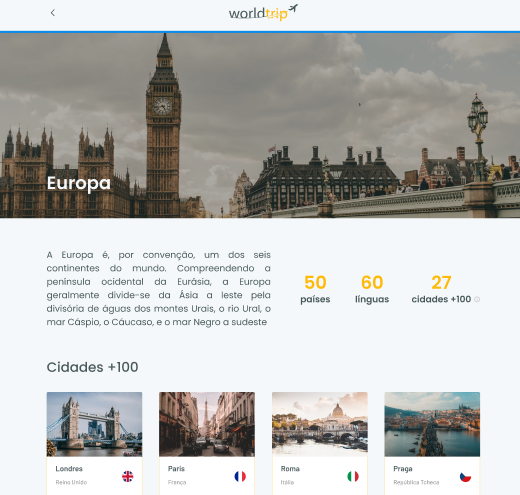 worldtrip
Europa
A Europa é, por convenção, um dos seis
continentes do mundo. Compreendendo a
península ocidental da Eurásia, a Europa
geralmente divide-se da Ásia a leste pela
divisória de águas dos montes Urais, o rio Ural, o
mar Cáspio, o Cáucaso, e o mar Negro a sudeste
50 60 27
países línguas cidades +100
Cidades +100
Londres Paris Roma Praga
Reino Unido França Itália República Tcheca